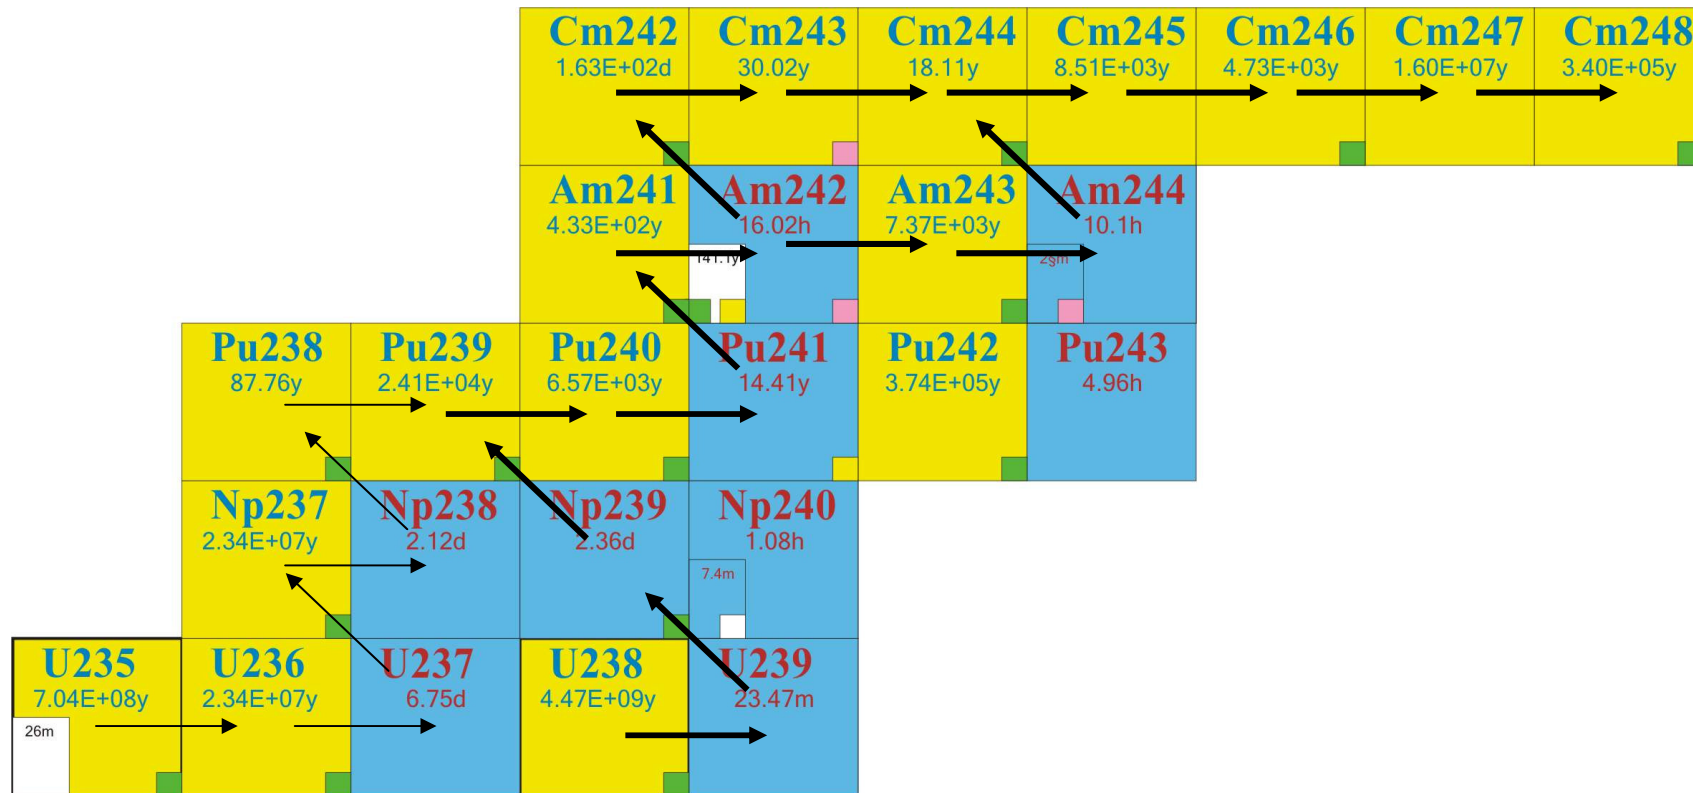 Cm242 Cm243 Cm244 Cm245 Cm246 Cm247 Cm248
1.63E+02d 30.02y 18.11y 8.51E+03y 4.73E+03y 1.60E+07y 3.40E+05y
Am241 Am242 Am243 Am244
4.33E+02y 16.02h 7.37E+03y 10.1h
141.1y
Pu238 Pu239 Pu240 Pu241 Pu242 Pu243
87.76y 2.41E+04y 6.57E+03y 14.41y 3.74E+05y 4.96h
Np237 Np238 Np239 Np240
2.34E+07y 2.12d 2.36d 1.08h
7.4m
U235 U236 U237 U238 U239
7.04E+08y 2.34E+07y 6.75d 4.47E+09y 23.47m
26m